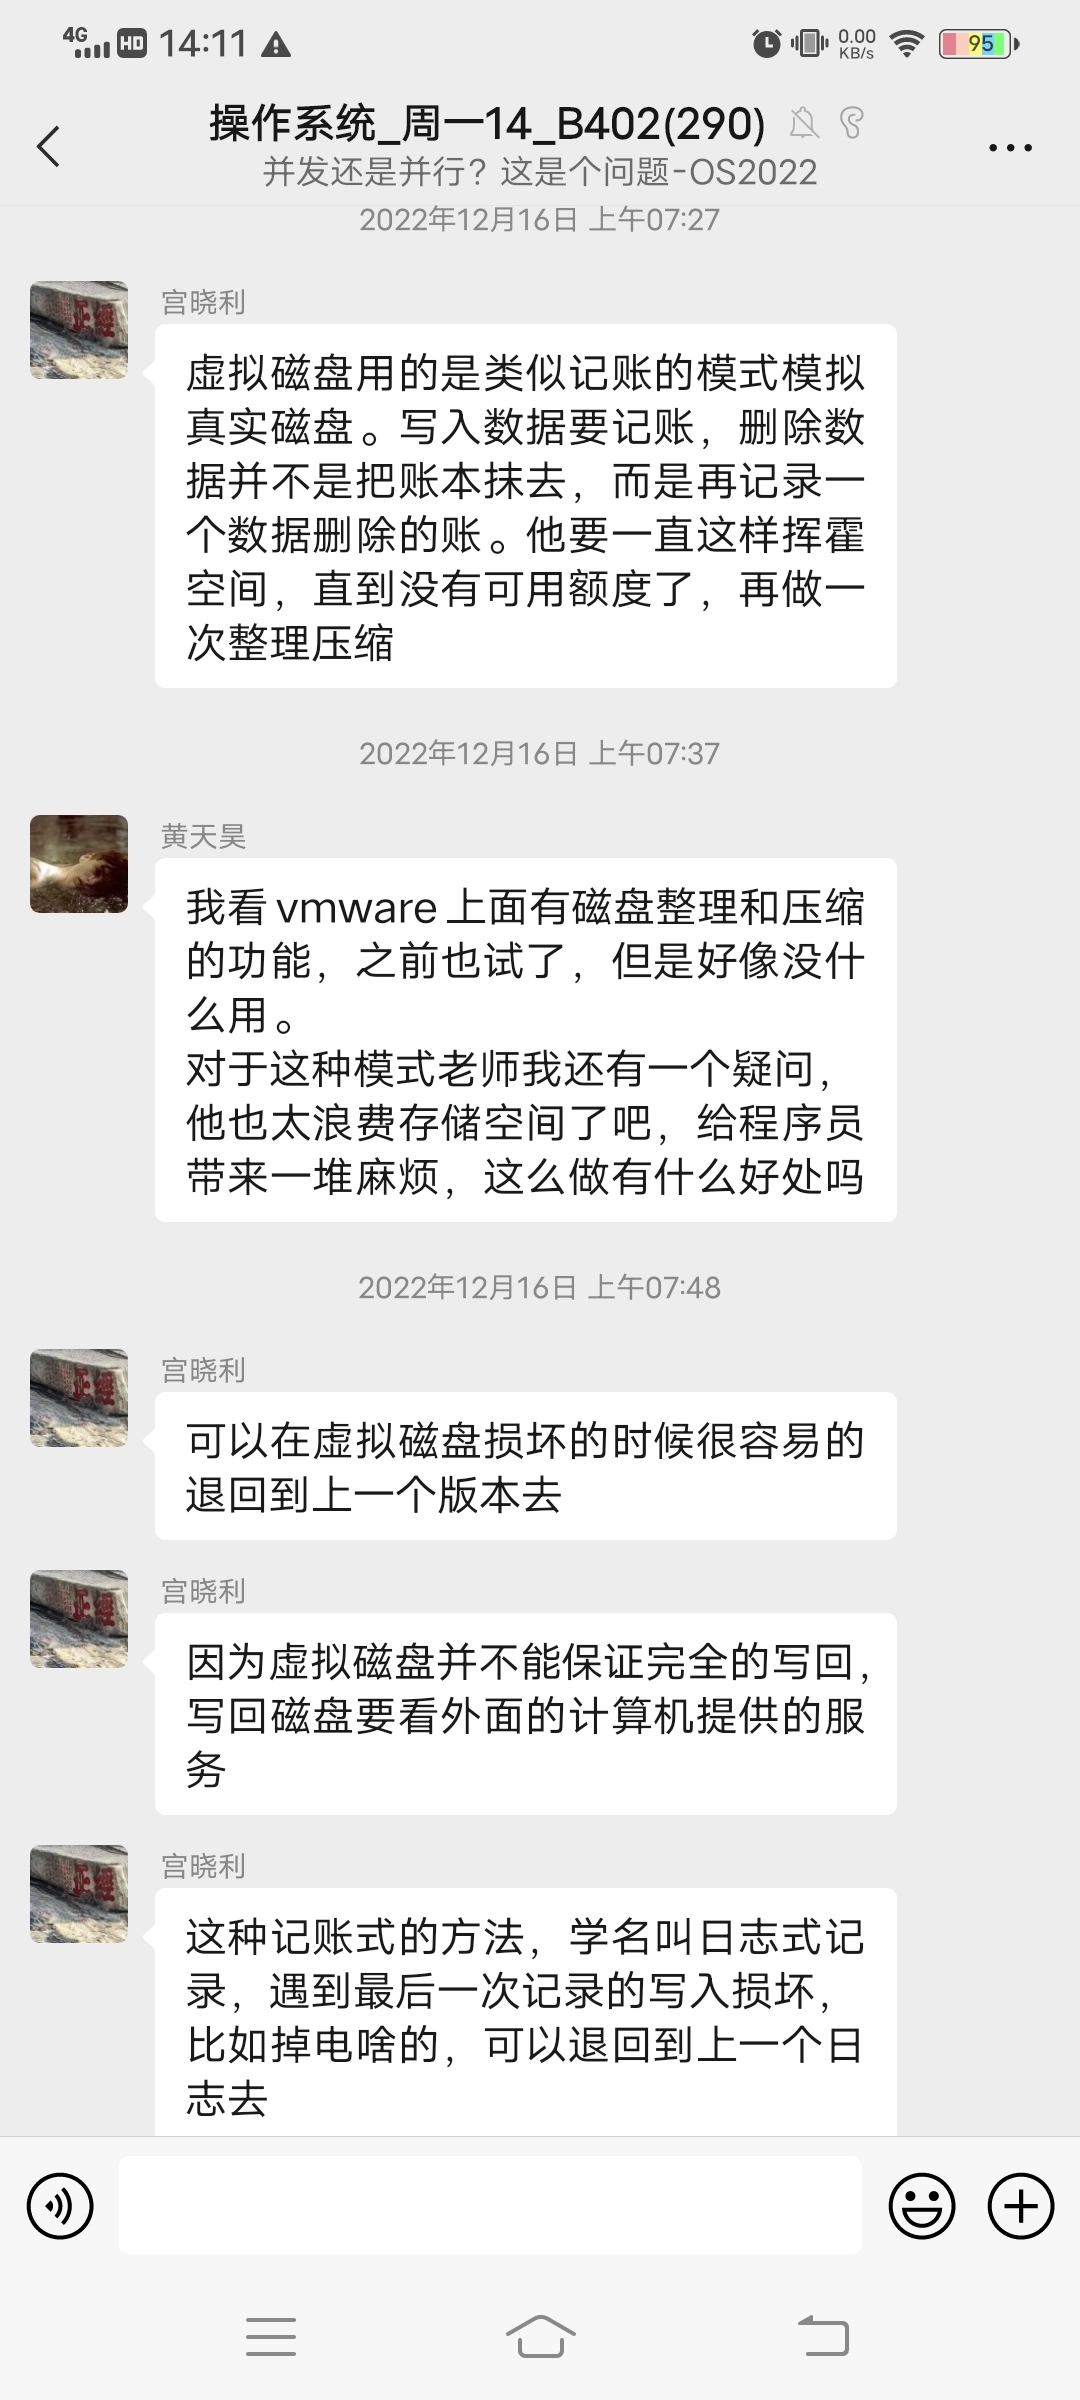 4G HD 14:11 0.00 KB/s 95
操作系统_周一14_B402(290)
并发还是并行？这是个问题-OS2022
2022年12月16日 上午07:27
宫晓利
虚拟磁盘用的是类似记账的模式模拟
真实磁盘。写入数据要记账，删除数
据并不是把账本抹去，而是再记录一
个数据删除的账。他要一直这样挥霍
空间，直到没有可用额度了，再做一
次整理压缩
2022年12月16日 上午07:37
黄天昊
我看vmware上面有磁盘整理和压缩
的功能，之前也试了，但是好像没什
么用。
对于这种模式老师我还有一个疑问，
他也太浪费存储空间了吧，给程序员
带来一堆麻烦，这么做有什么好处吗
2022年12月16日 上午07:48
宫晓利
可以在虚拟磁盘损坏的时候很容易的
退回到上一个版本去
宫晓利
因为虚拟磁盘并不能保证完全的写回，
写回磁盘要看外面的计算机提供的服
务
宫晓利
这种记账式的方法，学名叫日志式记
录，遇到最后一次记录的写入损坏，
比如掉电啥的，可以退回到上一个日
志去